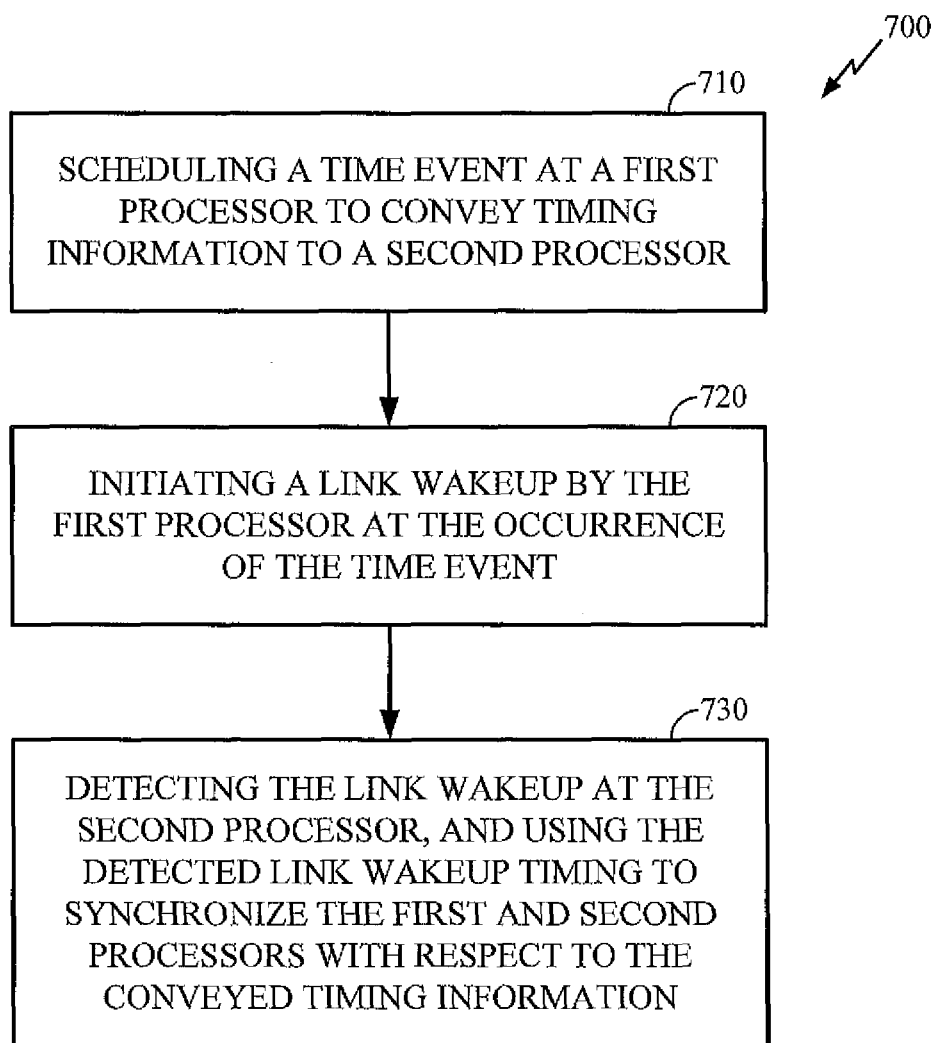 700
710
SCHEDULING A TIME EVENT AT A FIRST
PROCESSOR TO CONVEY TIMING
INFORMATION TO A SECOND PROCESSOR
720
INITIATING A LINK WAKEUP BY THE
FIRST PROCESSOR AT THE OCCURRENCE
OF THE TIME EVENT
730
DETECTING THE LINK WAKEUP AT THE
SECOND PROCESSOR, AND USING THE
DETECTED LINK WAKEUP TIMING TO
SYNCHRONIZE THE FIRST AND SECOND
PROCESSORS WITH RESPECT TO THE
CONVEYED TIMING INFORMATION